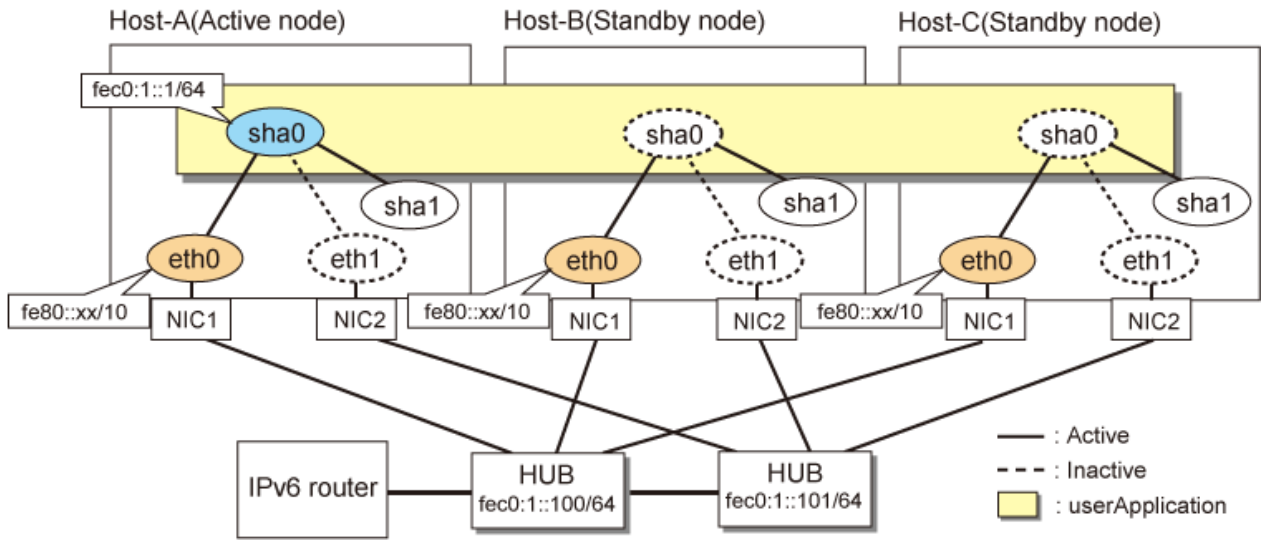 Host-A(Active node)
Host-B(Standby node)
Host-C(Standby node)
fec0:1::1/64
sha0
sha0
sha0
sha1
sha1
sha1
eth0
eth1
eth0
eth1
eth0
eth1
fe80::xx/10
fe80::xx/10
fe80::xx/10
NIC1
NIC2
NIC1
NIC2
NIC1
NIC2
IPv6 router
HUB
fec0:1::100/64
HUB
fec0:1::101/64
: Active
: Inactive
: userApplication